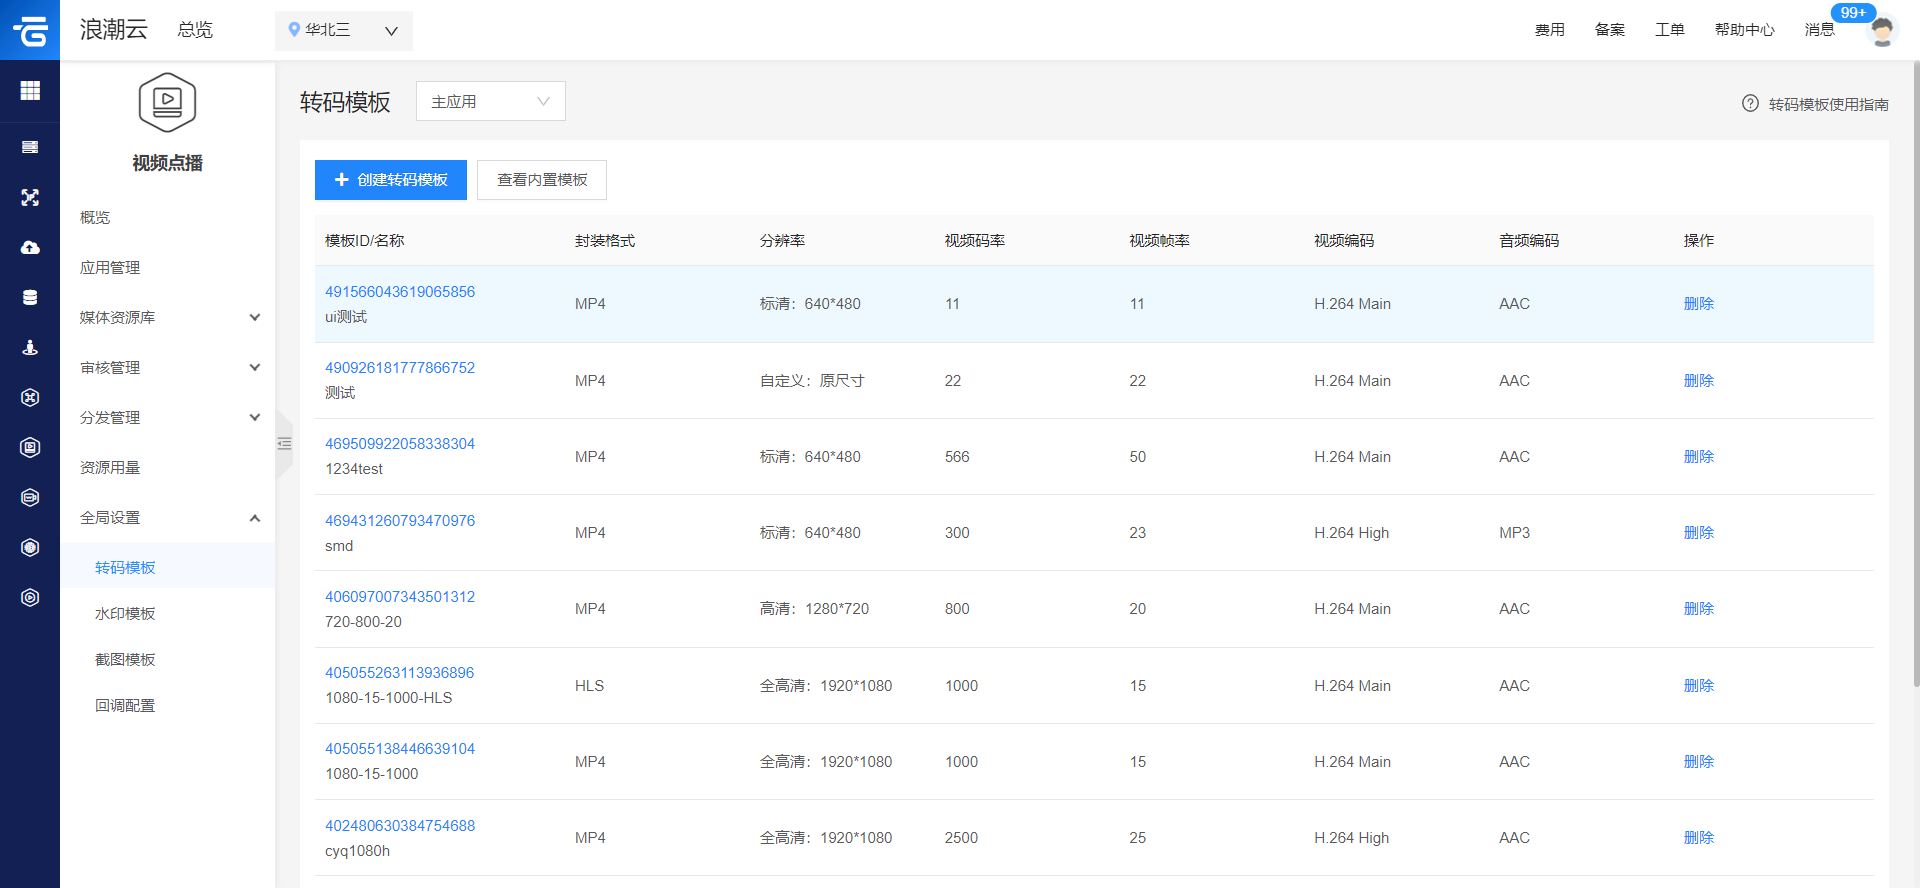 浪潮云 总览 华北三 费用 备案 工单 帮助中心 消息 99+
视频点播
概览
应用管理
媒体资源库
审核管理
分发管理
资源用量
全局设置
转码模板
水印模板
截图模板
回调配置
转码模板 主应用 转码模板使用指南
创建转码模板 查看内置模板
模板ID/名称 封装格式 分辨率 视频码率 视频帧率 视频编码 音频编码 操作
491566043619065856
ui测试 MP4 标清：640*480 11 11 H.264 Main AAC 删除
490926181777866752
测试 MP4 自定义：原尺寸 22 22 H.264 Main AAC 删除
469509922058338304
1234test MP4 标清：640*480 566 50 H.264 Main AAC 删除
469431260793470976
smd MP4 标清：640*480 300 23 H.264 High MP3 删除
406097007343501312
720-800-20 MP4 高清：1280*720 800 20 H.264 Main AAC 删除
405055263113936896
1080-15-1000-HLS HLS 全高清：1920*1080 1000 15 H.264 Main AAC 删除
405055138446639104
1080-15-1000 MP4 全高清：1920*1080 1000 15 H.264 Main AAC 删除
402480630384754688
cyq1080h MP4 全高清：1920*1080 2500 25 H.264 High AAC 删除